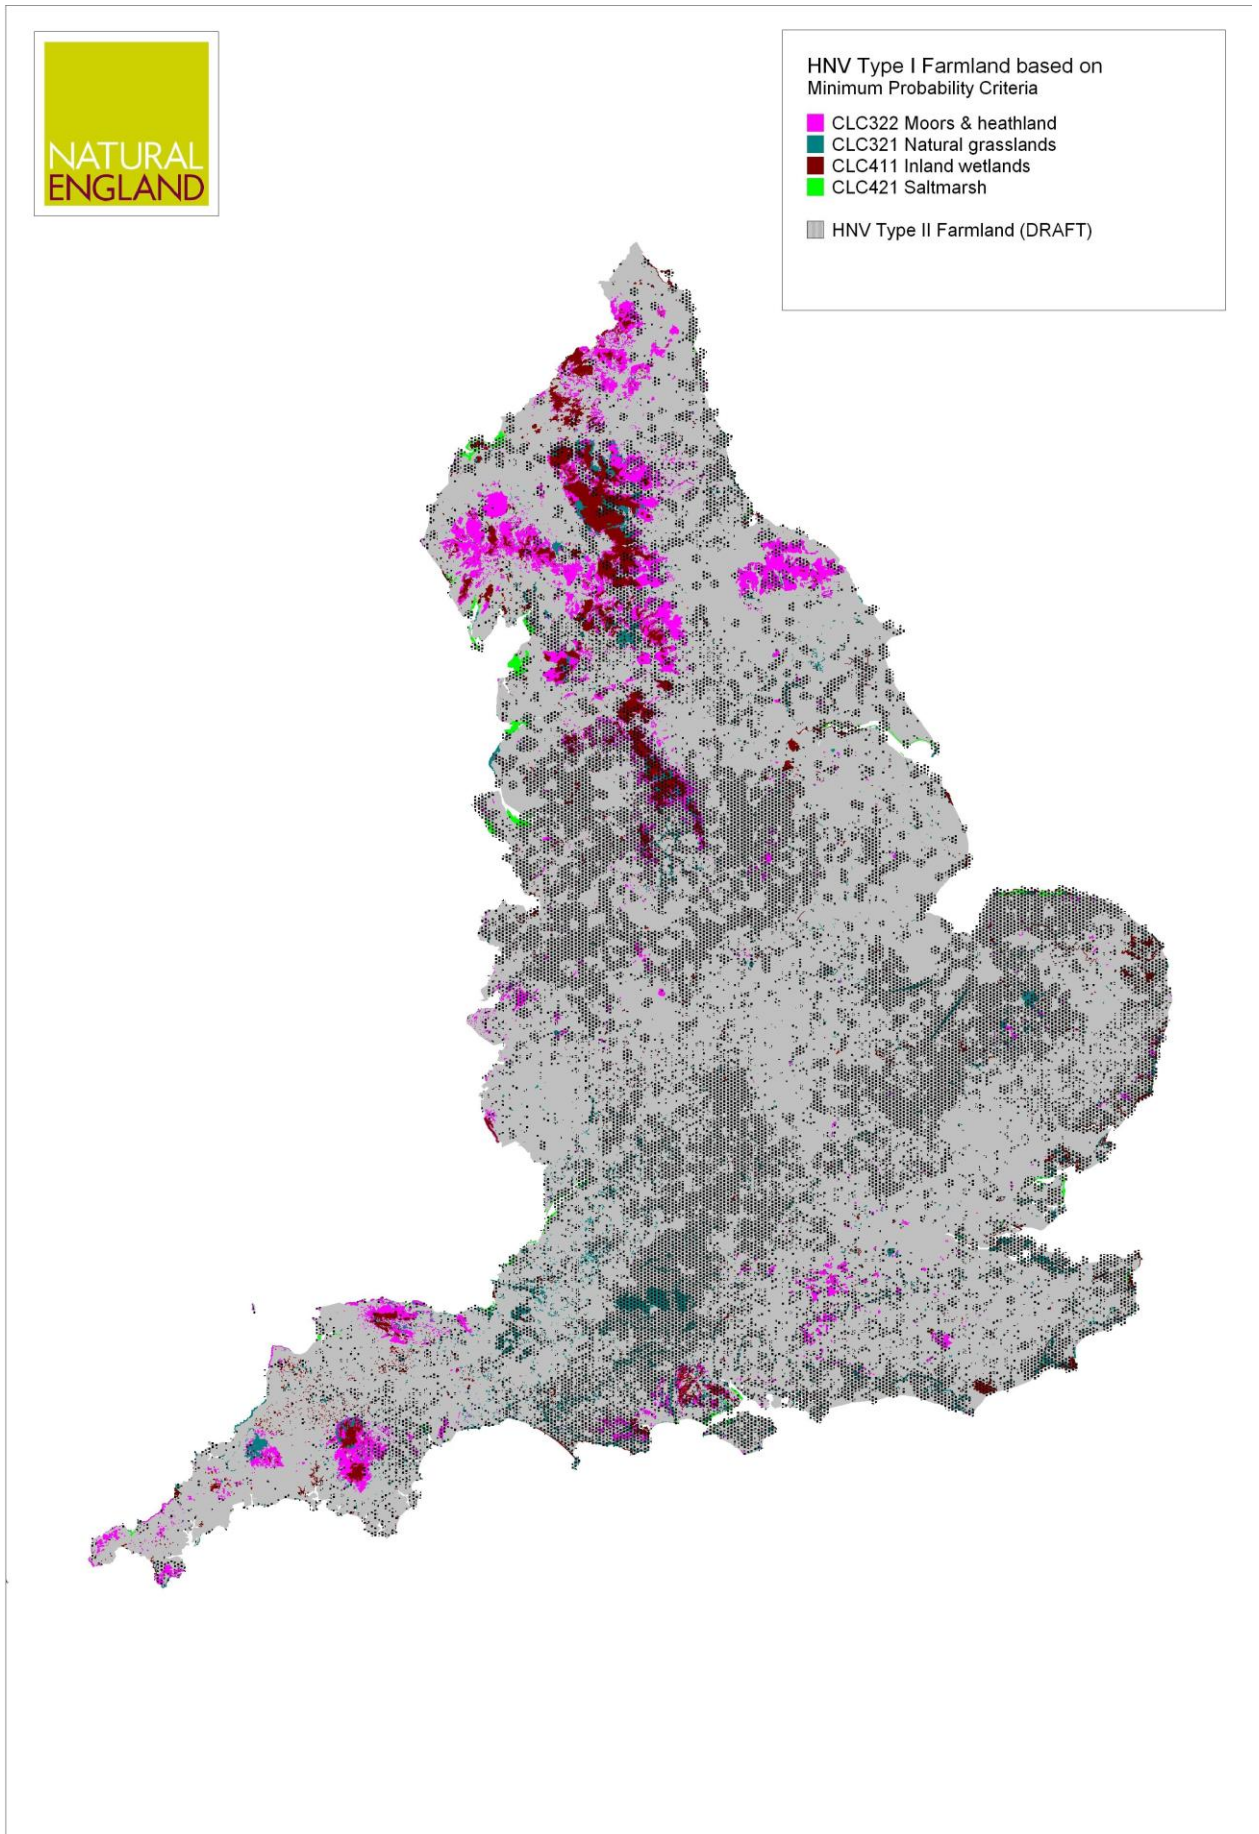 NATURAL
ENGLAND
HNV Type I Farmland based on
Minimum Probability Criteria
CLC322 Moors & heathland
CLC321 Natural grasslands
CLC411 Inland wetlands
CLC421 Saltmarsh
HNV Type II Farmland (DRAFT)